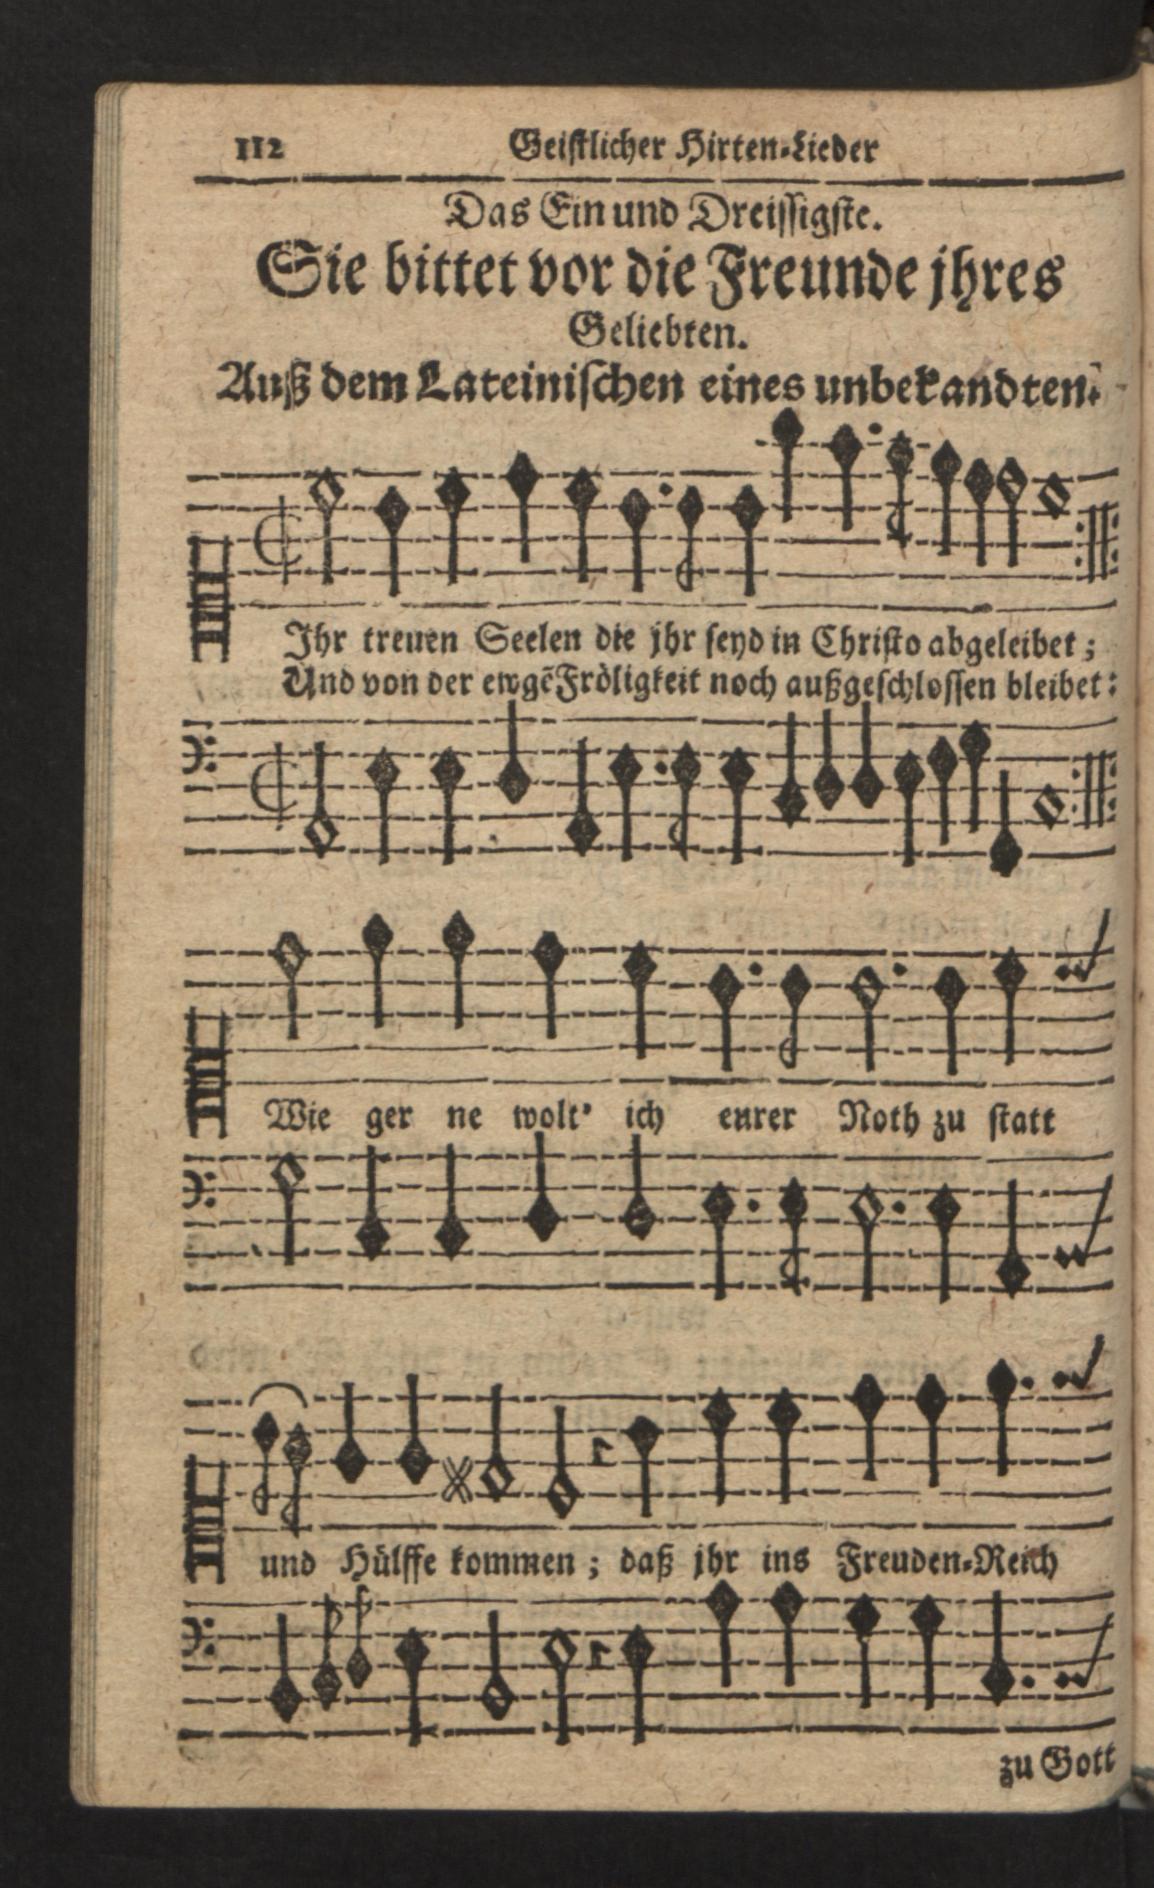 112 Geistlicher Hirten-Lieder
Das Ein und Dreissigste.
Sie bittet vor die Freunde jhres
Geliebten.
Auß dem Lateinischen eines unbekandten.
Ihr treuen Seelen die jhr seyd in Christo abgeleibet;
Und von der ewgẽ Fröligkeit noch außgeschlossen bleibet:
Wie ger ne wolt' ich eurer Noth zu statt
und Hülffe kommen; daß jhr ins Freuden-Reich
zu Gott